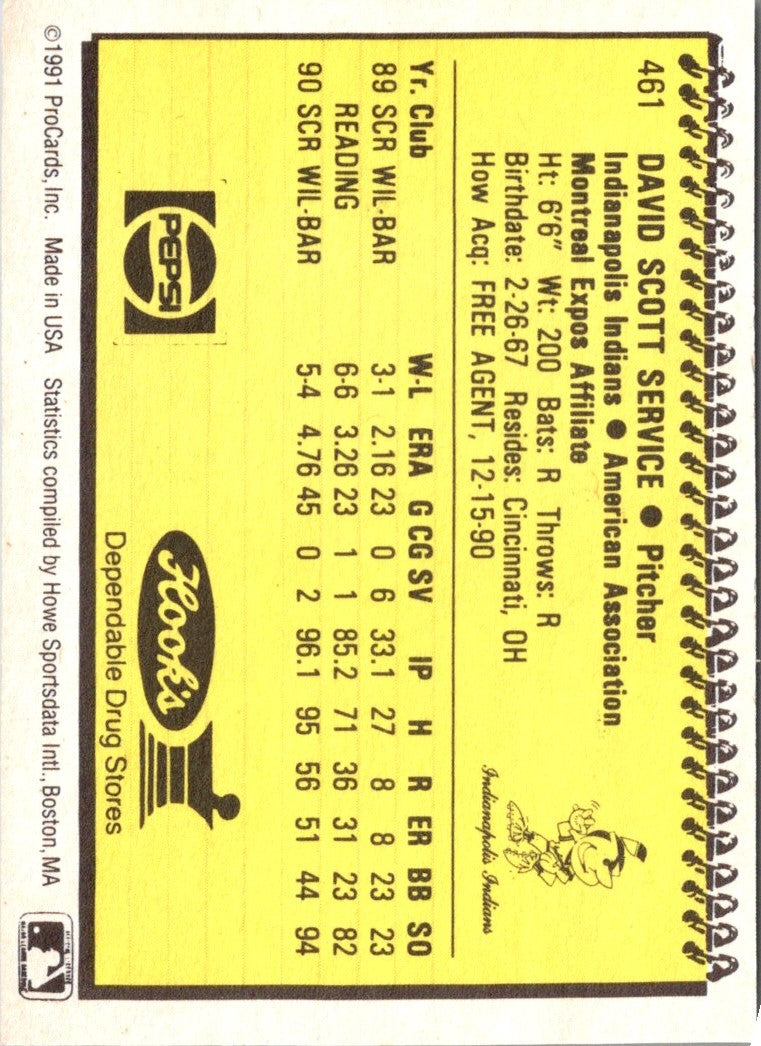 461 DAVID SCOTT SERVICE ● Pitcher
Indianapolis Indians ● American Association
Montreal Expos Affiliate
Ht: 6'6" Wt: 200 Bats: R Throws: R
Birthdate: 2-26-67 Resides: Cincinnati, OH
How Acq: FREE AGENT, 12-15-90
Indianapolis Indians
Yr. Club W-L ERA G CG SV IP H R ER BB SO
89 SCR WIL-BAR 3-1 2.16 23 0 6 33.1 27 8 8 23 23
READING 6-6 3.26 23 1 1 85.2 71 36 31 23 82
90 SCR WIL-BAR 5-4 4.76 45 0 2 96.1 95 56 51 44 94
PEPSI
Hook's
Dependable Drug Stores
©1991 ProCards, Inc. Made in USA Statistics compiled by Howe Sportsdata Intl., Boston, MA